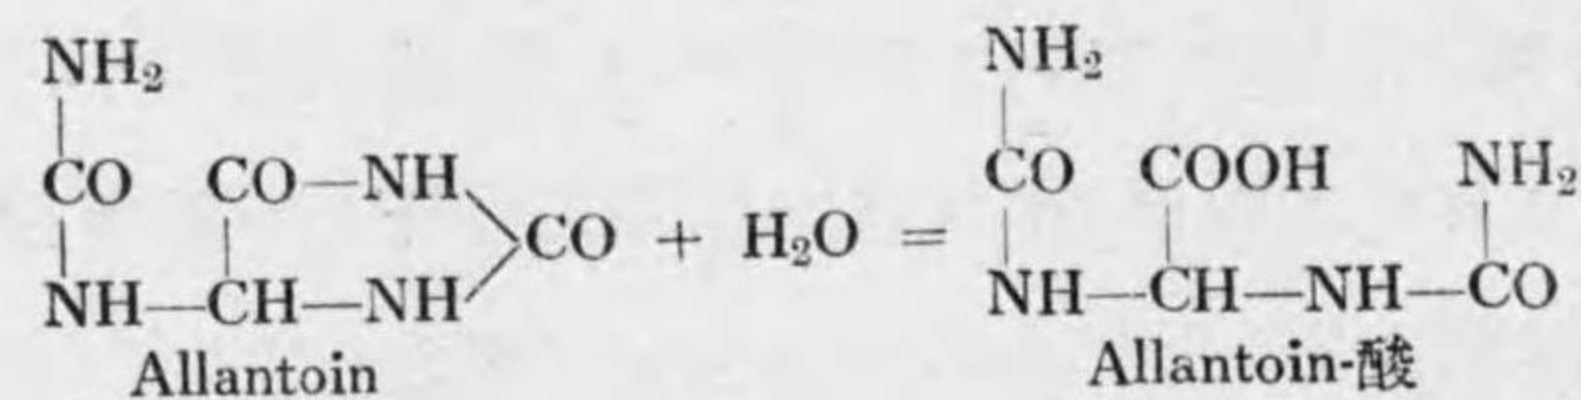 NH₂ NH₂
CO CO—NH CO COOH NH₂
CO + H₂O =
NH—CH—NH NH—CH—NH—CO
Allantoin Allantoin-酸